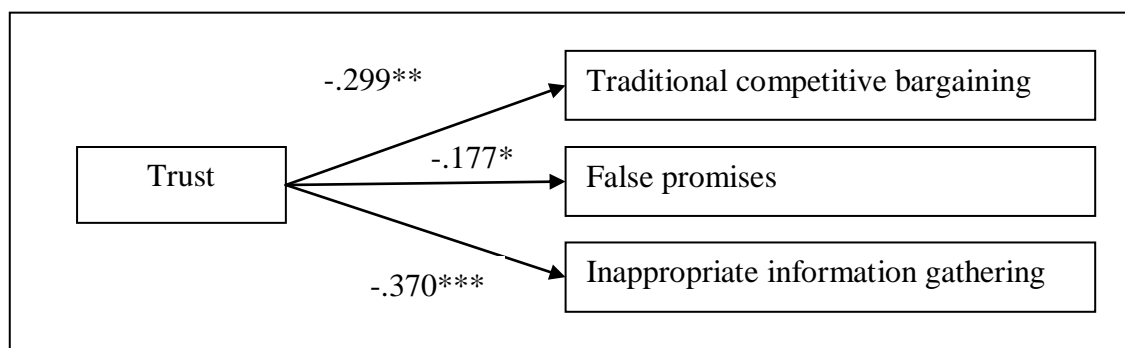 -.299**
Traditional competitive bargaining
Trust
-.177*
False promises
-.370***
Inappropriate information gathering